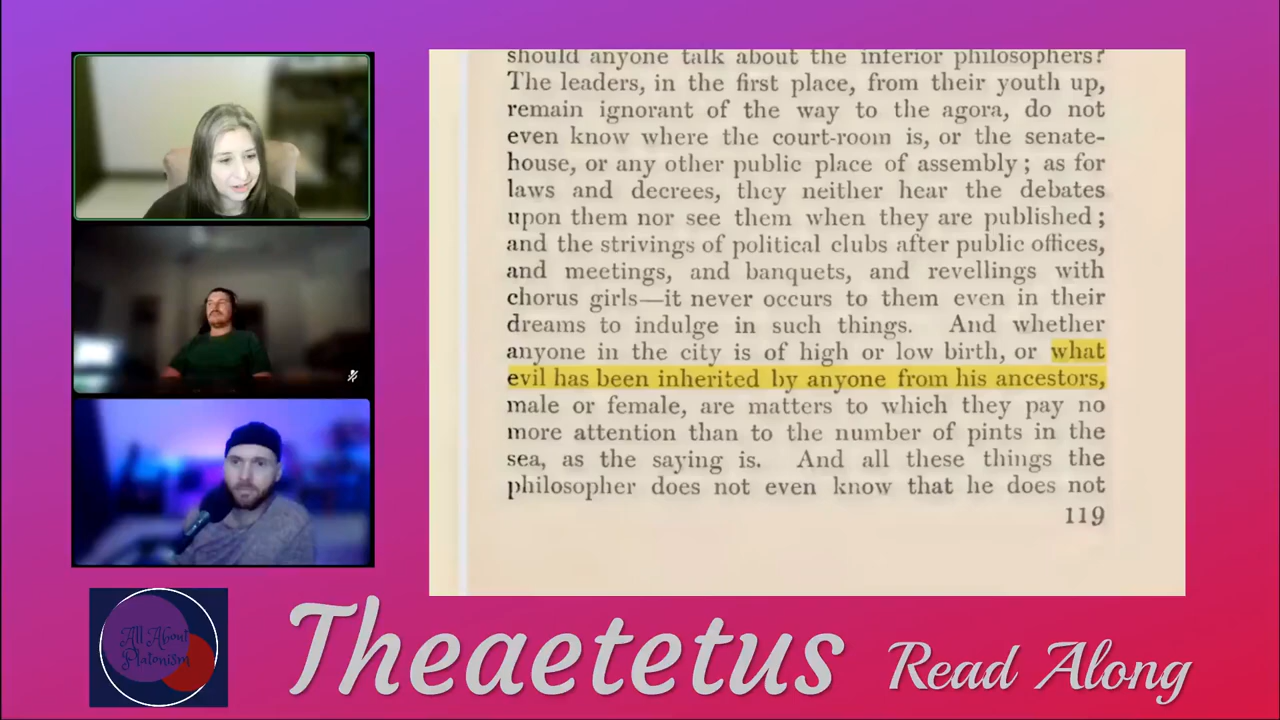 should anyone talk about the inferior philosophers?
The leaders, in the first place, from their youth up,
remain ignorant of the way to the agora, do not
even know where the court-room is, or the senate-
house, or any other public place of assembly; as for
laws and decrees, they neither hear the debates
upon them nor see them when they are published;
and the strivings of political clubs after public offices,
and meetings, and banquets, and revellings with
chorus girls—it never occurs to them even in their
dreams to indulge in such things. And whether
anyone in the city is of high or low birth, or what
evil has been inherited by anyone from his ancestors,
male or female, are matters to which they pay no
more attention than to the number of pints in the
sea, as the saying is. And all these things the
philosopher does not even know that he does not
119
All About
Platonism
Theaetetus Read Along